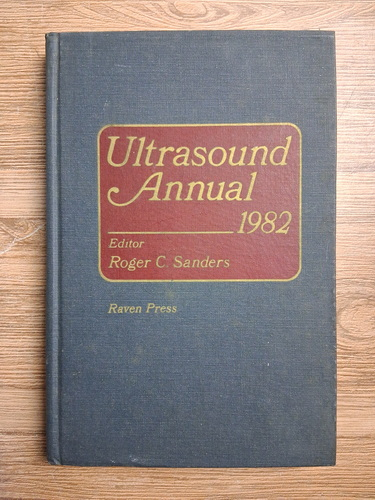 Ultrasound
Annual
1982
Editor
Roger C. Sanders
Raven Press